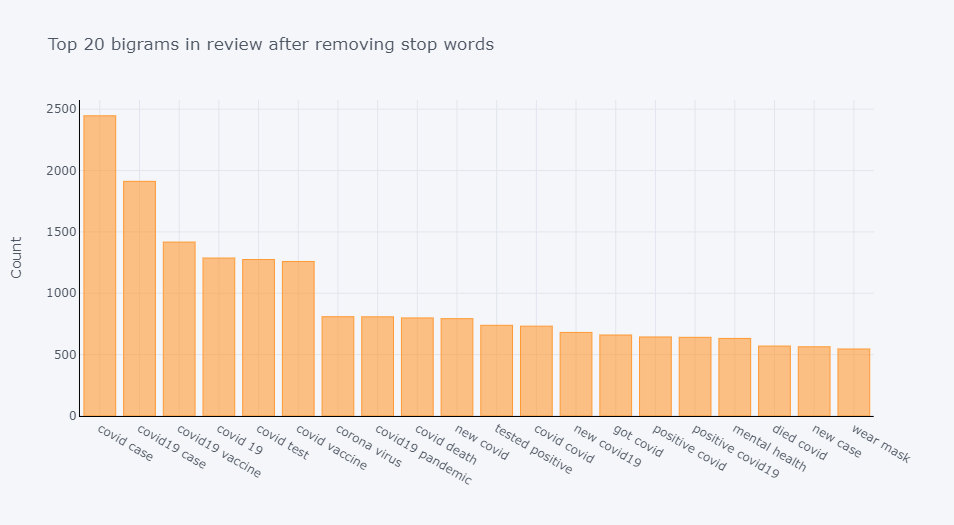 Top 20 bigrams in review after removing stop words
Count
2500
2000
1500
1000
500
0
covid case
covid19 case
covid19 vaccine
covid 19
covid test
covid vaccine
corona virus
covid19 pandemic
covid death
new covid
tested positive
covid covid
new covid19
got covid
positive covid
positive covid19
mental health
died covid
new case
wear mask